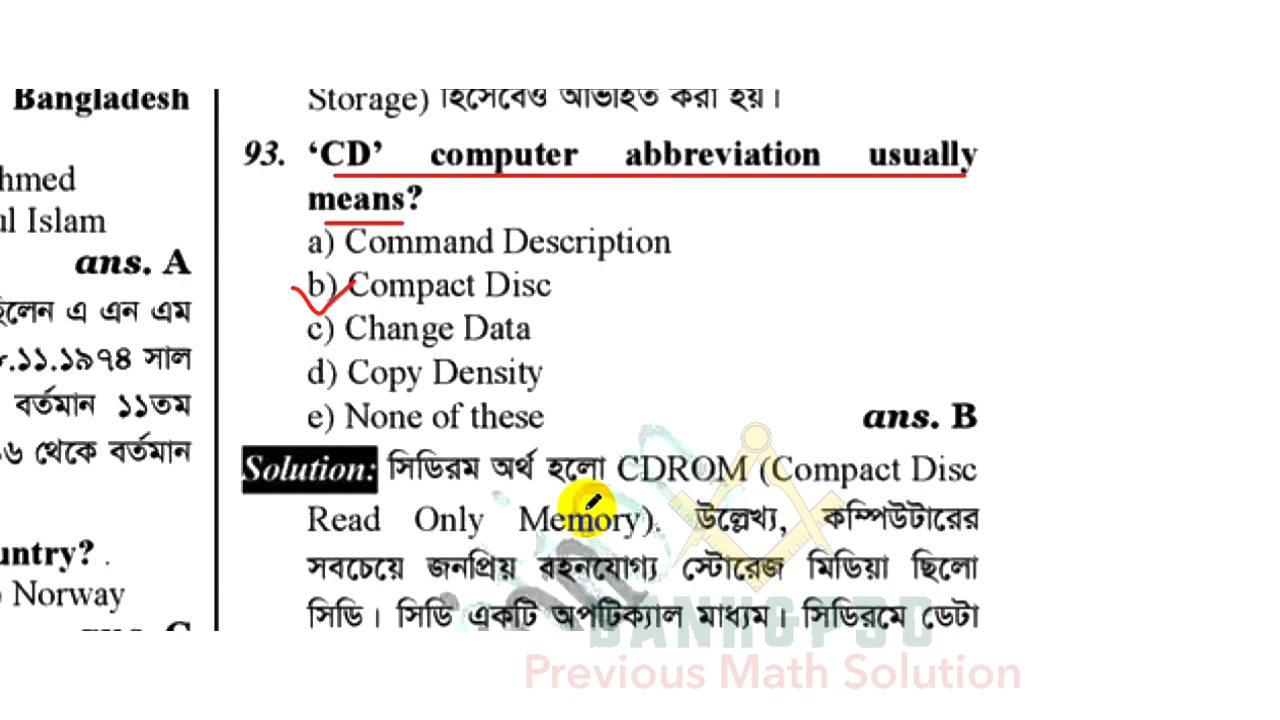 Bangladesh
hmed
ul Islam
ans. A
ছিলেন এ এন এম
.১১.১৯৭৪ সাল
বর্তমান ১১তম
৬ থেকে বর্তমান
untry?
) Norway
Storage) হিসেবেও অভিহিত করা হয়।
93. ‘CD’ computer abbreviation usually
means?
a) Command Description
b) Compact Disc
c) Change Data
d) Copy Density
e) None of these ans. B
Solution: সিডিরম অর্থ হলো CDROM (Compact Disc
Read Only Memory). উল্লেখ্য, কম্পিউটারের
সবচেয়ে জনপ্রিয় বহনযোগ্য স্টোরেজ মিডিয়া ছিলো
সিডি। সিডি একটি অপটিক্যাল মাধ্যম। সিডিরমে ডেটা
Previous Math Solution